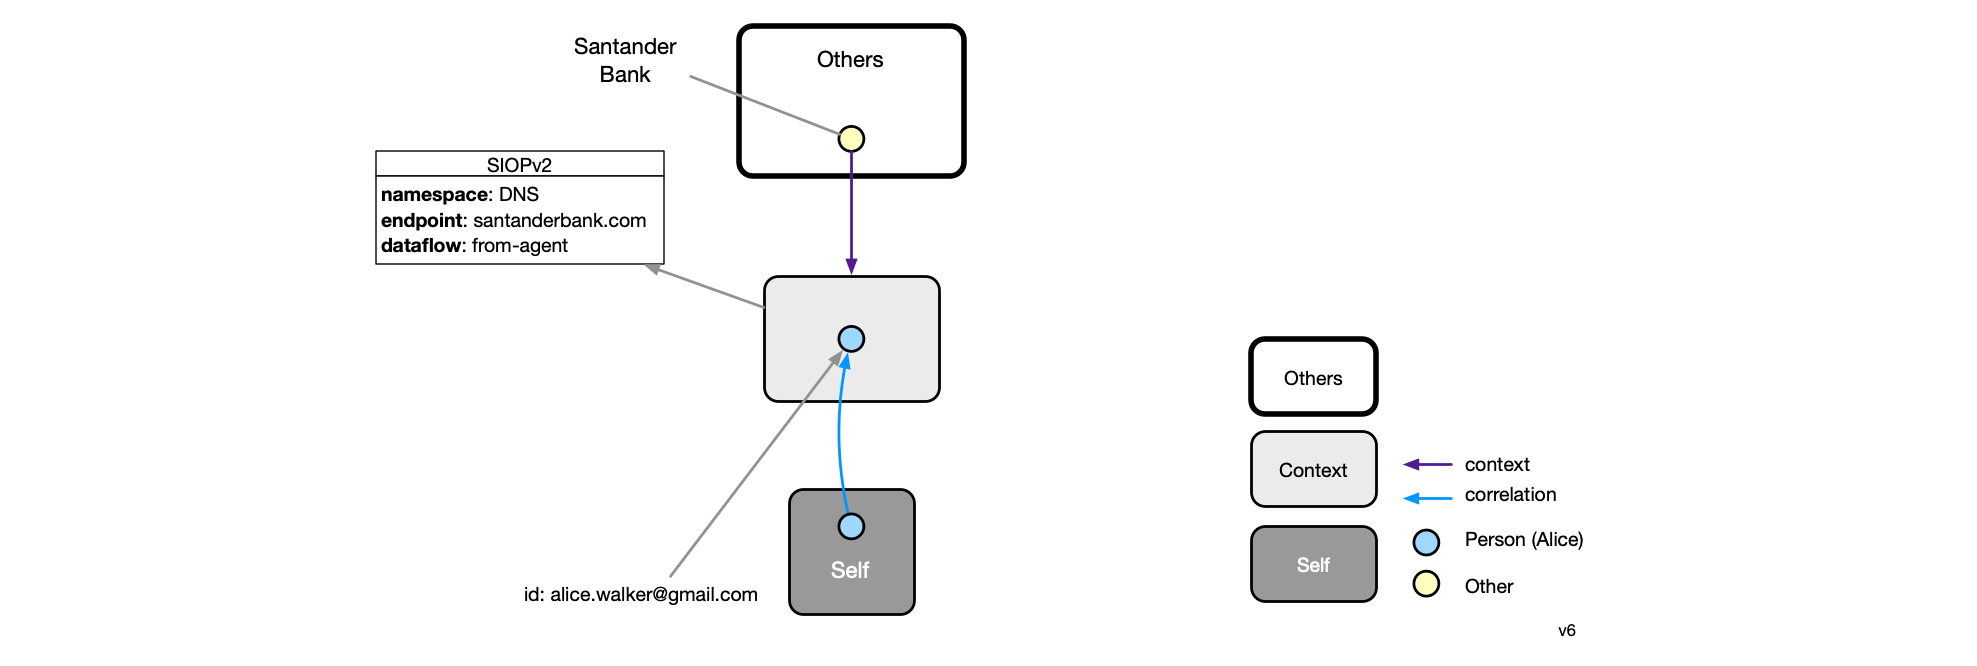 Santander
Bank
Others
SIOPv2
namespace: DNS
endpoint: santanderbank.com
dataflow: from-agent
Self
id: alice.walker@gmail.com
Others
Context
Self
context
correlation
Person (Alice)
Other
v6